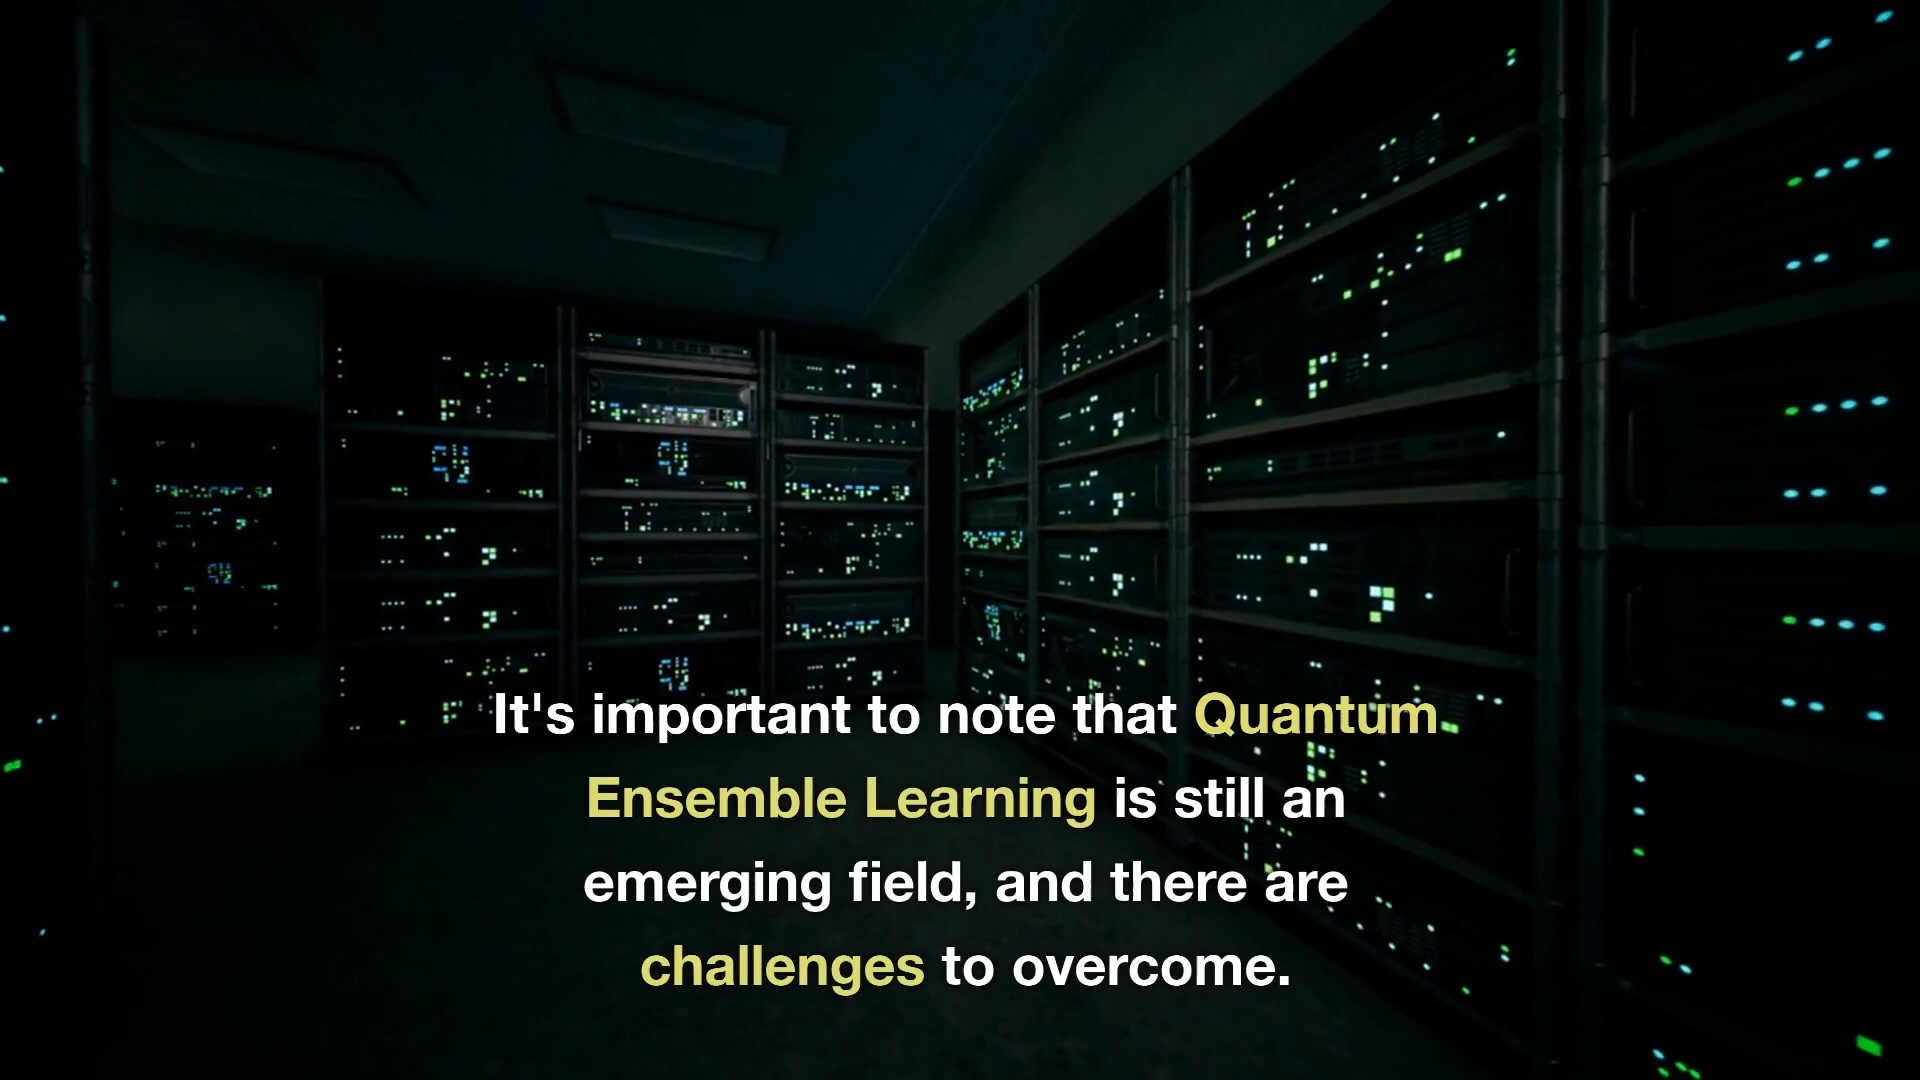 It's important to note that Quantum
Ensemble Learning is still an
emerging field, and there are
challenges to overcome.